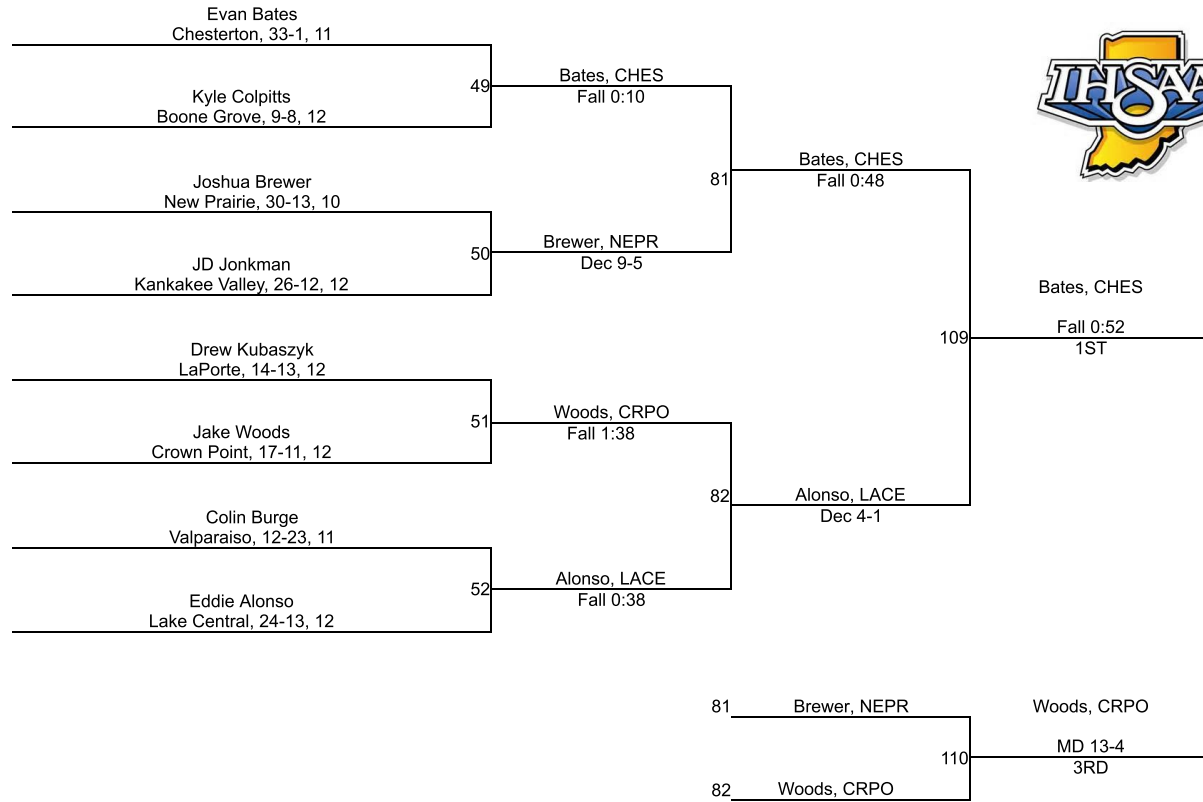 Evan Bates
Chesterton, 33-1, 11
Kyle Colpitts
Boone Grove, 9-8, 12
49
Bates, CHES
Fall 0:10
Joshua Brewer
New Prairie, 30-13, 10
JD Jonkman
Kankakee Valley, 26-12, 12
50
Brewer, NEPR
Dec 9-5
81
Bates, CHES
Fall 0:48
Drew Kubaszyk
LaPorte, 14-13, 12
Jake Woods
Crown Point, 17-11, 12
51
Woods, CRPO
Fall 1:38
Colin Burge
Valparaiso, 12-23, 11
Eddie Alonso
Lake Central, 24-13, 12
52
Alonso, LACE
Fall 0:38
82
Alonso, LACE
Dec 4-1
109
Bates, CHES
Fall 0:52
1ST
IHSAA
81
Brewer, NEPR
82
Woods, CRPO
110
Woods, CRPO
MD 13-4
3RD